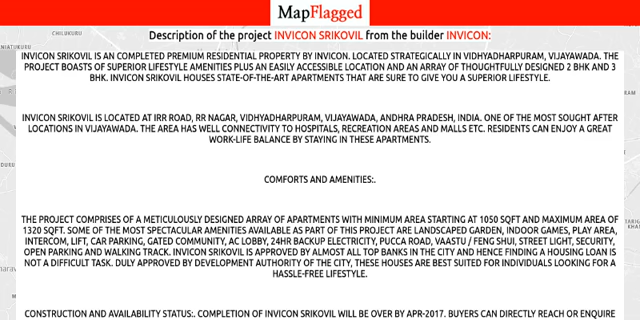 MapFlagged
Description of the project INVICON SRIKOVIL from the builder INVICON:
INVICON SRIKOVIL IS AN COMPLETED PREMIUM RESIDENTIAL PROPERTY BY INVICON. LOCATED STRATEGICALLY IN VIDHYADHARPURAM, VIJAYAWADA. THE
PROJECT BOASTS OF SUPERIOR LIFESTYLE AMENITIES PLUS AN EASILY ACCESSIBLE LOCATION AND AN ARRAY OF THOUGHTFULLY DESIGNED 2 BHK AND 3
BHK. INVICON SRIKOVIL HOUSES STATE-OF-THE-ART APARTMENTS THAT ARE SURE TO GIVE YOU A SUPERIOR LIFESTYLE.
INVICON SRIKOVIL IS LOCATED AT IRR ROAD, RR NAGAR, VIDHYADHARPURAM, VIJAYAWADA, ANDHRA PRADESH, INDIA. ONE OF THE MOST SOUGHT AFTER
LOCATIONS IN VIJAYAWADA. THE AREA HAS WELL CONNECTIVITY TO HOSPITALS, RECREATION AREAS AND MALLS ETC. RESIDENTS CAN ENJOY A GREAT
WORK-LIFE BALANCE BY STAYING IN THESE APARTMENTS.
COMFORTS AND AMENITIES:.
THE PROJECT COMPRISES OF A METICULOUSLY DESIGNED ARRAY OF APARTMENTS WITH MINIMUM AREA STARTING AT 1050 SQFT AND MAXIMUM AREA OF
1320 SQFT. SOME OF THE MOST SPECTACULAR AMENITIES AVAILABLE AS PART OF THIS PROJECT ARE LANDSCAPED GARDEN, INDOOR GAMES, PLAY AREA,
INTERCOM, LIFT, CAR PARKING, GATED COMMUNITY, AC LOBBY, 24HR BACKUP ELECTRICITY, PUCCA ROAD, VAASTU / FENG SHUI, STREET LIGHT, SECURITY,
OPEN PARKING AND WALKING TRACK. INVICON SRIKOVIL IS APPROVED BY ALMOST ALL TOP BANKS IN THE CITY AND HENCE FINDING A HOUSING LOAN IS
NOT A DIFFICULT TASK. DULY APPROVED BY DEVELOPMENT AUTHORITY OF THE CITY, THESE HOUSES ARE BEST SUITED FOR INDIVIDUALS LOOKING FOR A
HASSLE-FREE LIFESTYLE.
CONSTRUCTION AND AVAILABILITY STATUS:. COMPLETION OF INVICON SRIKOVIL WILL BE OVER BY APR-2017. BUYERS CAN DIRECTLY REACH OR ENQUIRE
CHILUKURU